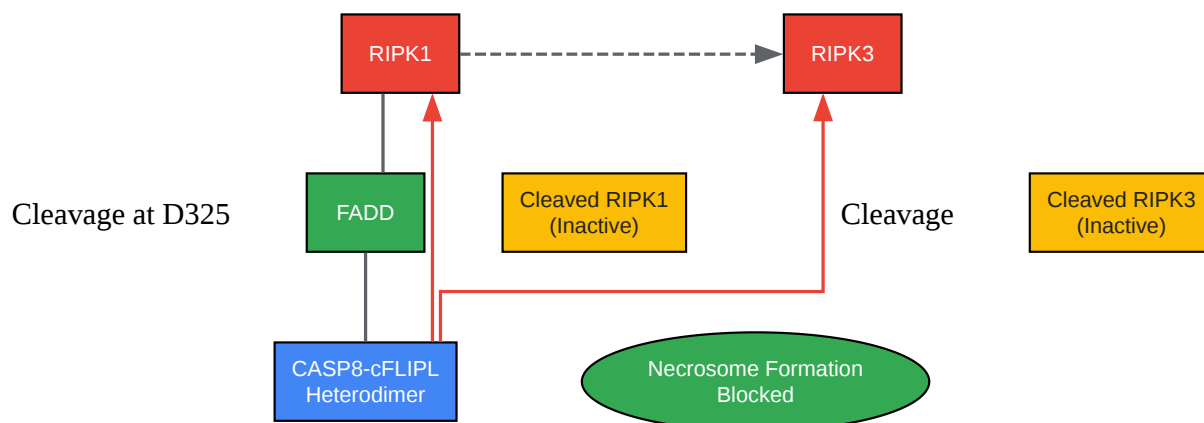 RIPK1
RIPK3
Cleavage at D325
FADD
Cleaved RIPK1
(Inactive)
Cleavage
Cleaved RIPK3
(Inactive)
CASP8-cFLIPL
Heterodimer
Necrosome Formation
Blocked